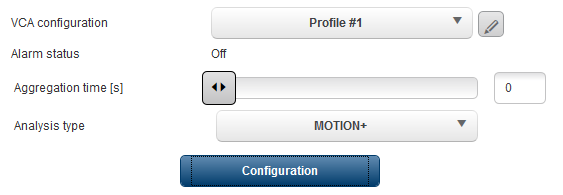 VCA configuration Profile #1
Alarm status Off
Aggregation time [s] 0
Analysis type MOTION+
Configuration